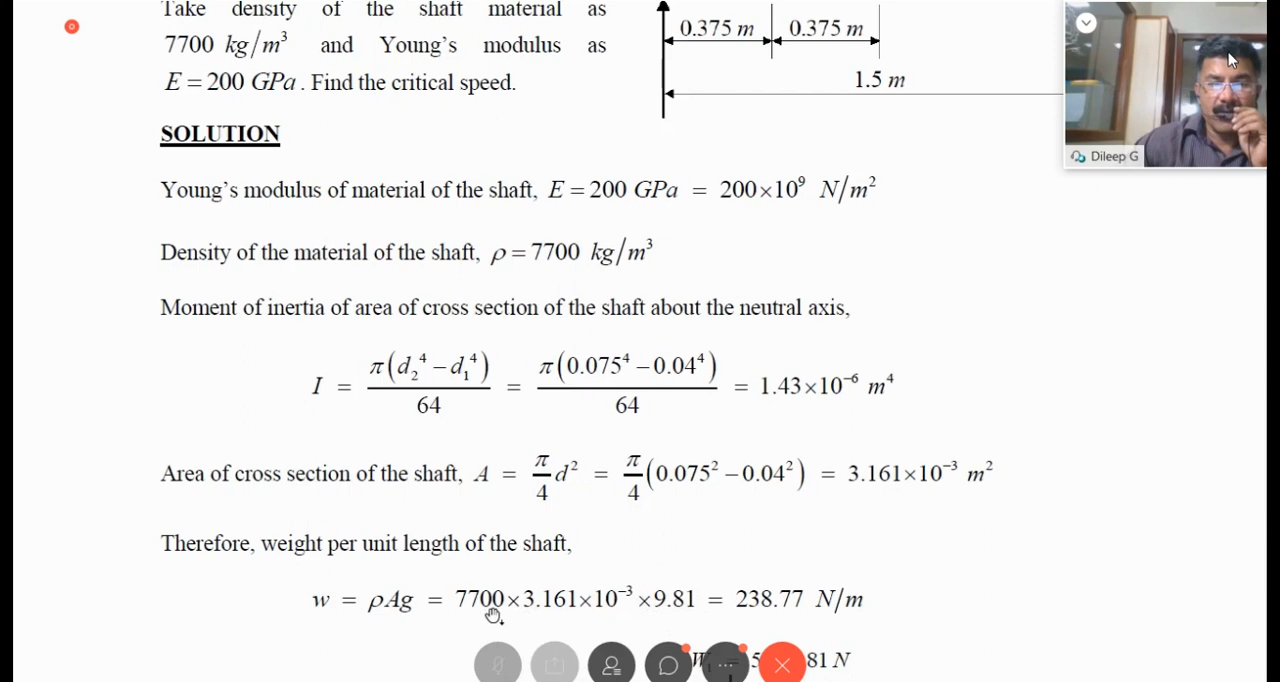 Take density of the shaft material as
7700 kg/m³ and Young's modulus as
E = 200 GPa. Find the critical speed.
0.375 m 0.375 m
1.5 m
Dileep G
SOLUTION
Young's modulus of material of the shaft, E = 200 GPa = 200×10⁹ N/m²
Density of the material of the shaft, ρ = 7700 kg/m³
Moment of inertia of area of cross section of the shaft about the neutral axis,
I = π(d₂⁴ − d₁⁴)/64 = π(0.075⁴ − 0.04⁴)/64 = 1.43×10⁻⁶ m⁴
Area of cross section of the shaft, A = π/4 d² = π/4 (0.075² − 0.04²) = 3.161×10⁻³ m²
Therefore, weight per unit length of the shaft,
w = ρAg = 7700×3.161×10⁻³×9.81 = 238.77 N/m
81 N